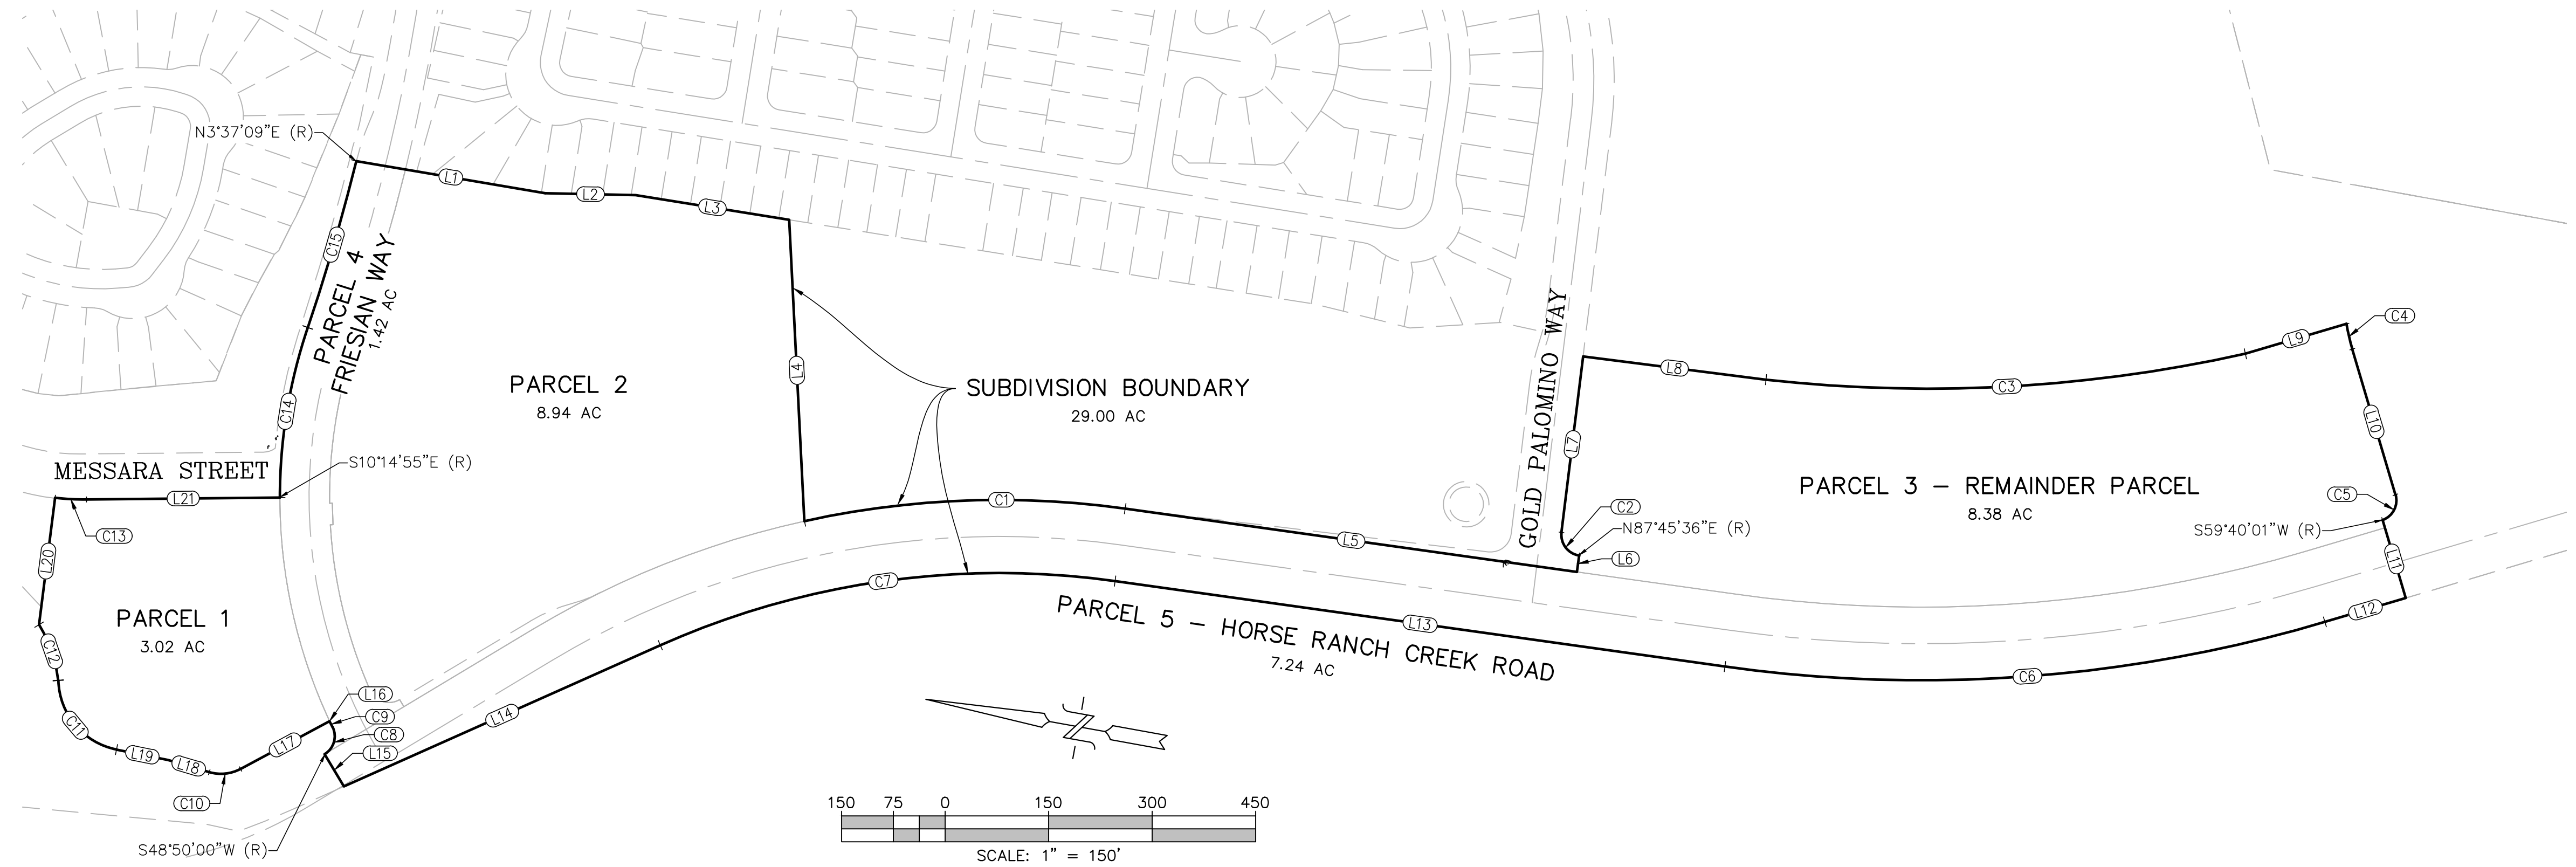 N3°37'09"E (R)
L1
L2
L3
C15
PARCEL 4
FRIESIAN WAY
1.42 AC
C14
L4
PARCEL 2
8.94 AC
SUBDIVISION BOUNDARY
29.00 AC
MESSARA STREET
S10°14'55"E (R)
L21
C13
L20
PARCEL 1
3.02 AC
C12
C11
L19
L18
C10
L17
L16
C9
C8
L15
S48°50'00"W (R)
L14
C7
C1
L5
GOLD PALOMINO WAY
L7
C2
N87°45'36"E (R)
L6
L8
C3
L9
C4
L10
PARCEL 3 - REMAINDER PARCEL
8.38 AC
C5
S59°40'01"W (R)
L11
L12
C6
L13
PARCEL 5 - HORSE RANCH CREEK ROAD
7.24 AC
150 75 0 150 300 450
SCALE: 1" = 150'